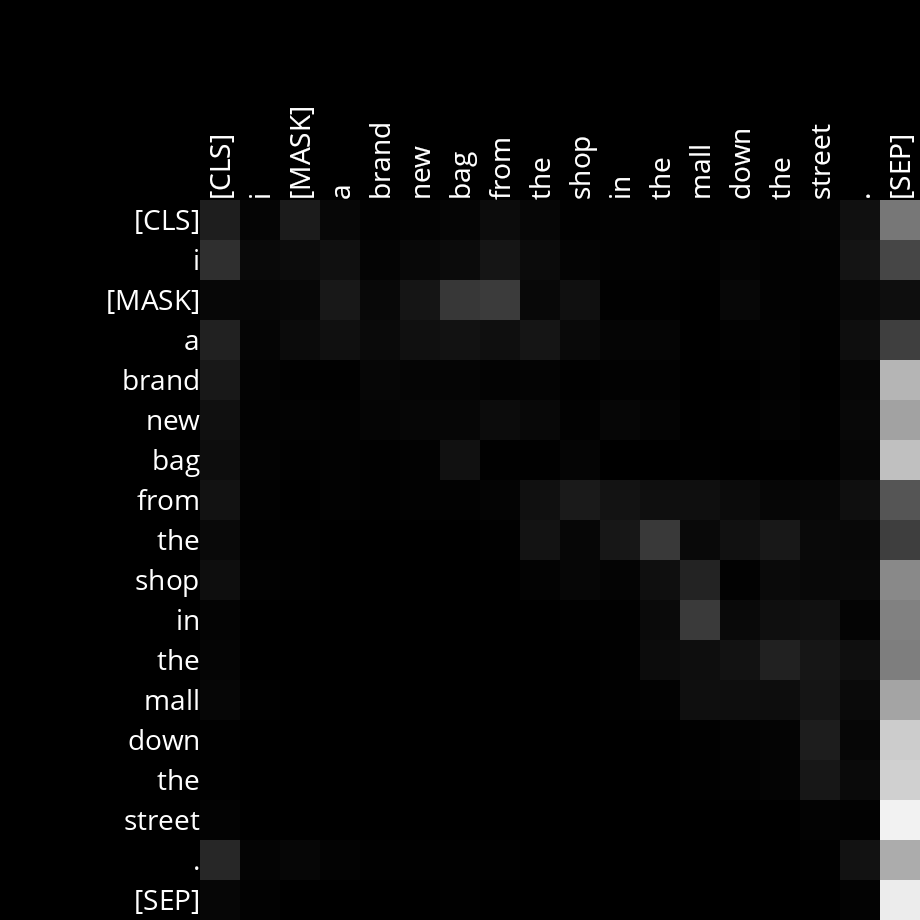 [CLS] i [MASK] a brand new bag from the shop in the mall down the street . [SEP]
[CLS]
i
[MASK]
a
brand
new
bag
from
the
shop
in
the
mall
down
the
street
.
[SEP]